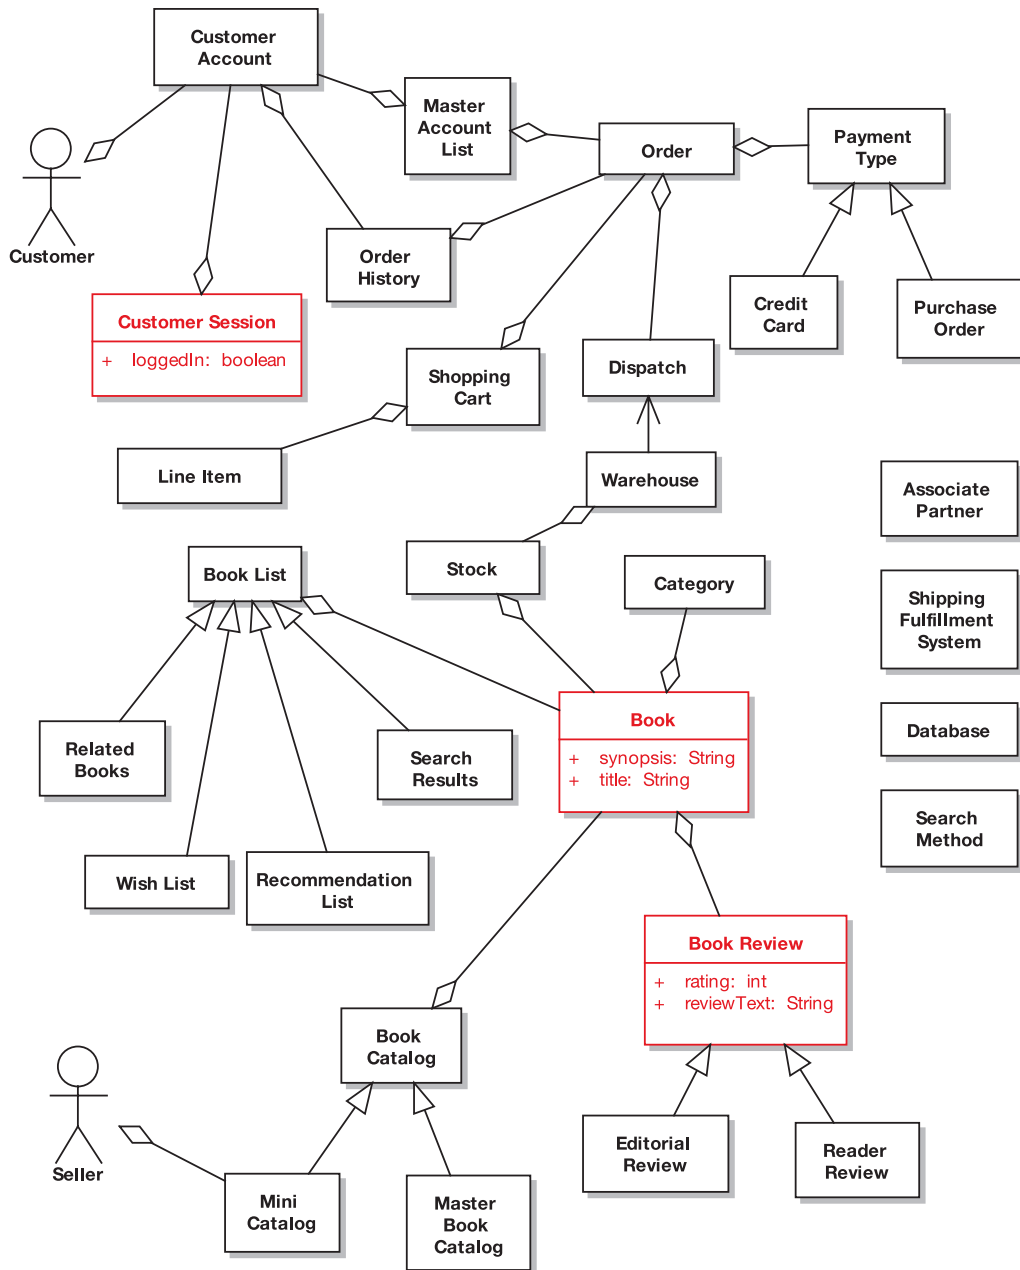 Customer
Account
Master
Account
List
Order
Payment
Type
Customer
Order
History
Credit
Card
Purchase
Order
Customer Session
+ loggedIn: boolean
Shopping
Cart
Dispatch
Line Item
Warehouse
Associate
Partner
Book List
Stock
Category
Shipping
Fulfillment
System
Related
Books
Search
Results
Book
+ synopsis: String
+ title: String
Database
Search
Method
Wish List
Recommendation
List
Book Review
+ rating: int
+ reviewText: String
Book
Catalog
Seller
Editorial
Review
Reader
Review
Mini
Catalog
Master
Book
Catalog